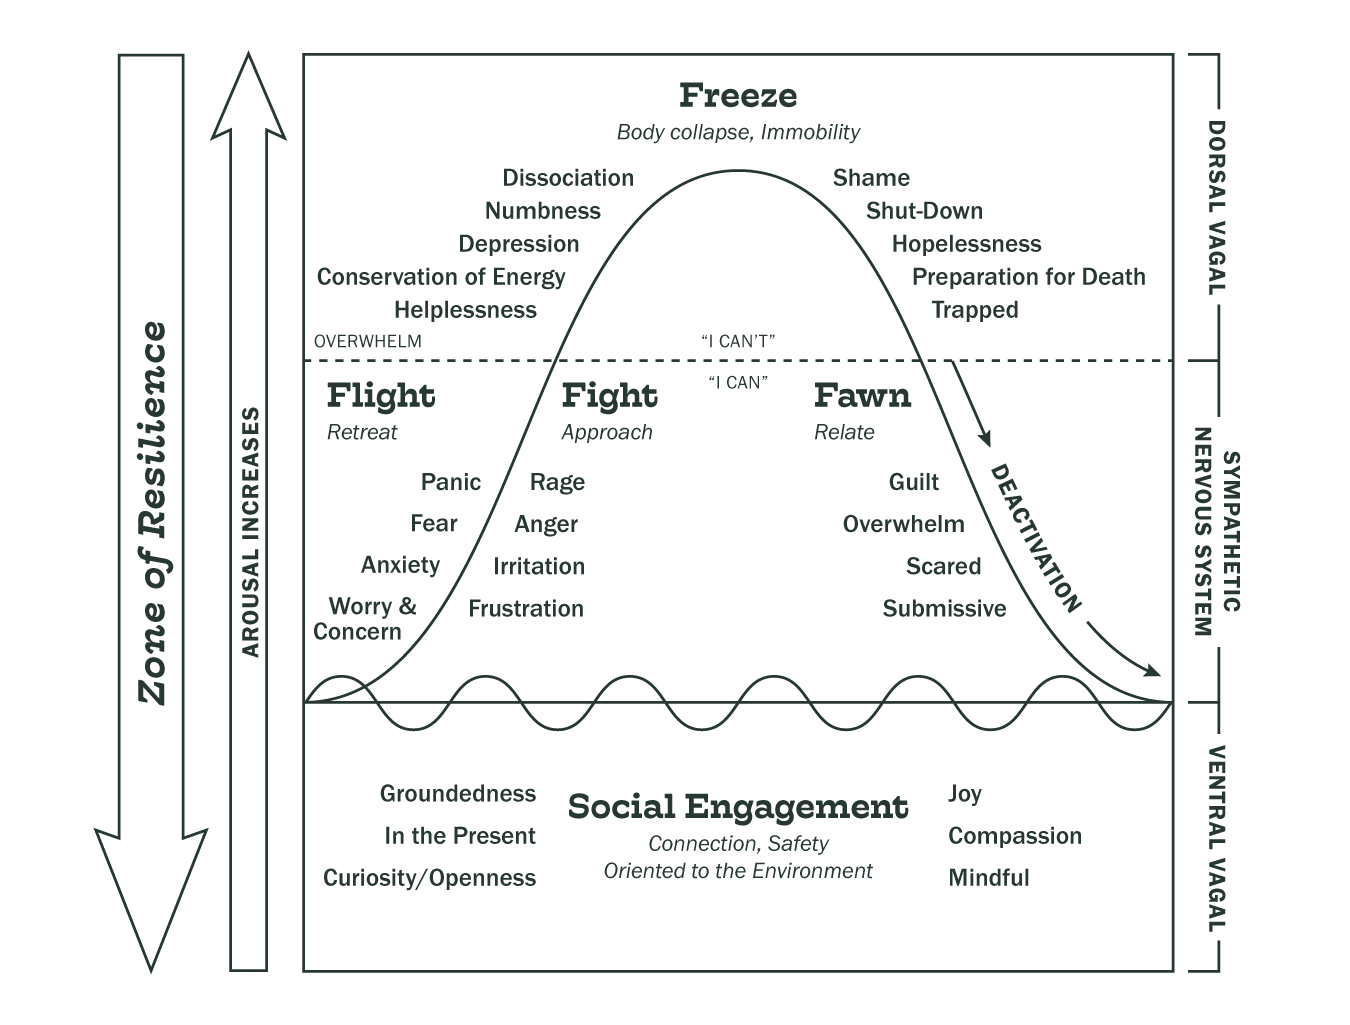 Freeze
Body collapse, Immobility
Dissociation
Numbness
Depression
Conservation of Energy
Helplessness
Shame
Shut-Down
Hopelessness
Preparation for Death
Trapped
OVERWHELM
“I CAN’T”
“I CAN”
Flight
Retreat
Panic
Fear
Anxiety
Worry &
Concern
Fight
Approach
Rage
Anger
Irritation
Frustration
Fawn
Relate
Guilt
Overwhelm
Scared
Submissive
DEACTIVATION
Groundedness
In the Present
Curiosity/Openness
Social Engagement
Connection, Safety
Oriented to the Environment
Joy
Compassion
Mindful
Zone of Resilience
AROUSAL INCREASES
DORSAL VAGAL
SYMPATHETIC
NERVOUS SYSTEM
VENTRAL VAGAL